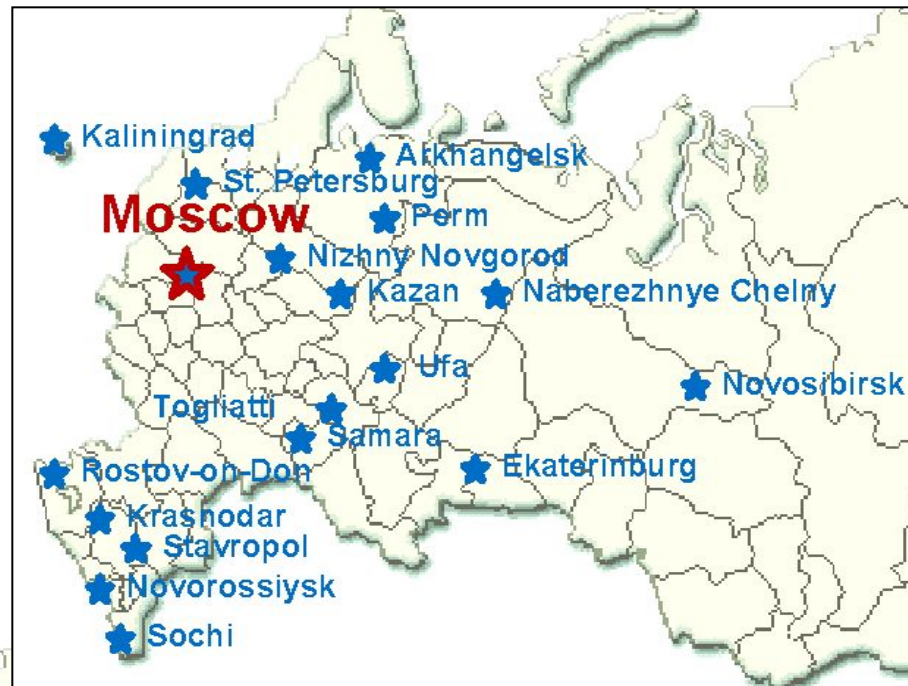 Kaliningrad
Arkhangelsk
St. Petersburg
Moscow
Perm
Nizhny Novgorod
Kazan
Naberezhnye Chelny
Ufa
Novosibirsk
Togliatti
Samara
Rostov-on-Don
Ekaterinburg
Krasnodar
Stavropol
Novorossiysk
Sochi